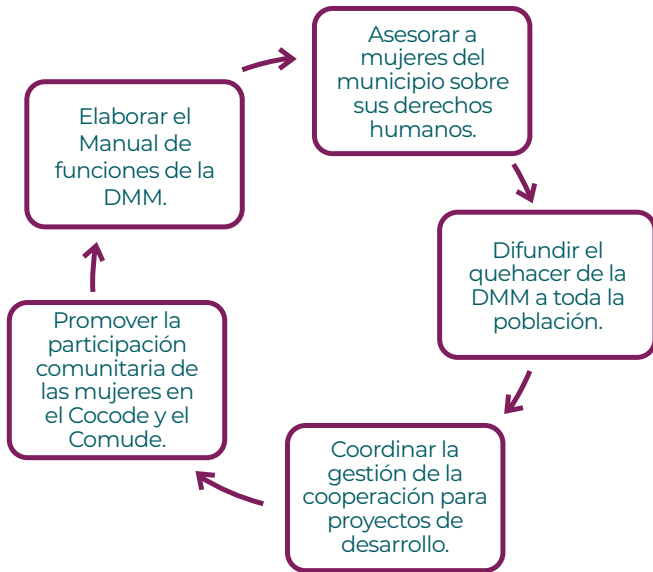 Asesorar a
mujeres del
municipio sobre
sus derechos
humanos.
Elaborar el
Manual de
funciones de la
DMM.
Difundir el
quehacer de la
DMM a toda la
población.
Promover la
participación
comunitaria de
las mujeres en
el Cocode y el
Comude.
Coordinar la
gestión de la
cooperación para
proyectos de
desarrollo.